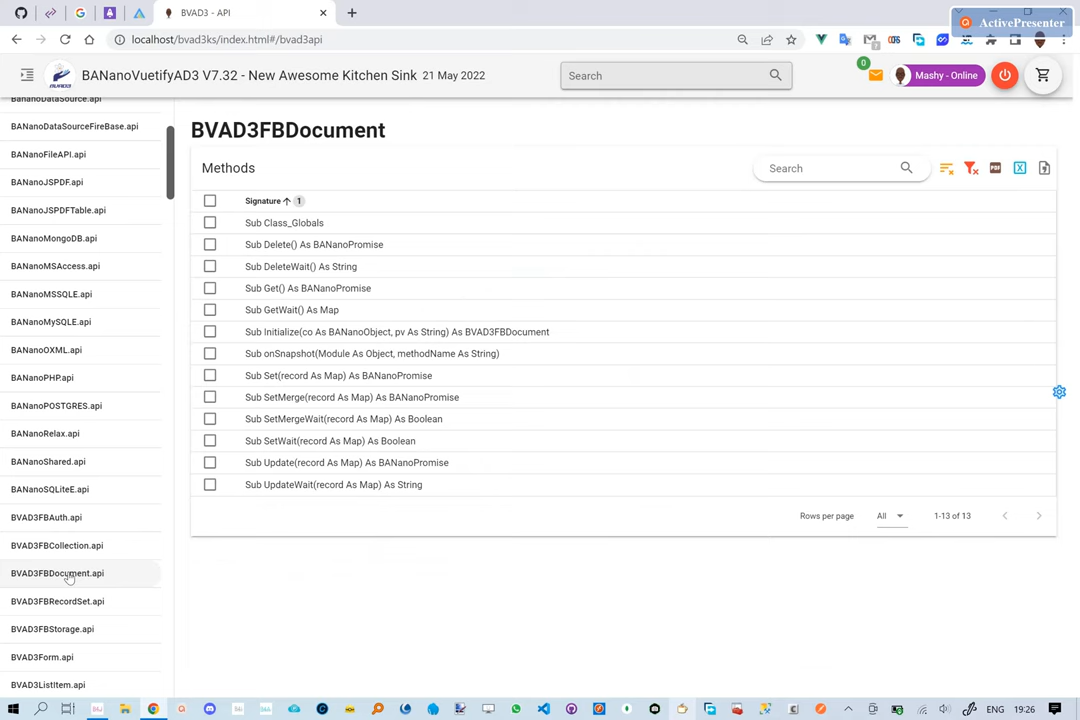 BVAD3 - API
ActivePresenter
localhost/bvad3ks/index.html#/bvad3api
BANanoVuetifyAD3 V7.32 - New Awesome Kitchen Sink 21 May 2022
Search
0
Mashy - Online
BANanoDataSource.api
BANanoDataSourceFireBase.api
BANanoFileAPI.api
BANanoJSPDF.api
BANanoJSPDFTable.api
BANanoMongoDB.api
BANanoMSAccess.api
BANanoMSSQLE.api
BANanoMySQLE.api
BANanoOXML.api
BANanoPHP.api
BANanoPOSTGRES.api
BANanoRelax.api
BANanoShared.api
BANanoSQLiteE.api
BVAD3FBAuth.api
BVAD3FBCollection.api
BVAD3FBDocument.api
BVAD3FBRecordSet.api
BVAD3FBStorage.api
BVAD3Form.api
BVAD3ListItem.api
BVAD3FBDocument
Methods
Search
PDF
Signature 1
Sub Class_Globals
Sub Delete() As BANanoPromise
Sub DeleteWait() As String
Sub Get() As BANanoPromise
Sub GetWait() As Map
Sub Initialize(co As BANanoObject, pv As String) As BVAD3FBDocument
Sub onSnapshot(Module As Object, methodName As String)
Sub Set(record As Map) As BANanoPromise
Sub SetMerge(record As Map) As BANanoPromise
Sub SetMergeWait(record As Map) As Boolean
Sub SetWait(record As Map) As Boolean
Sub Update(record As Map) As BANanoPromise
Sub UpdateWait(record As Map) As String
Rows per page All 1-13 of 13
ENG 19:26